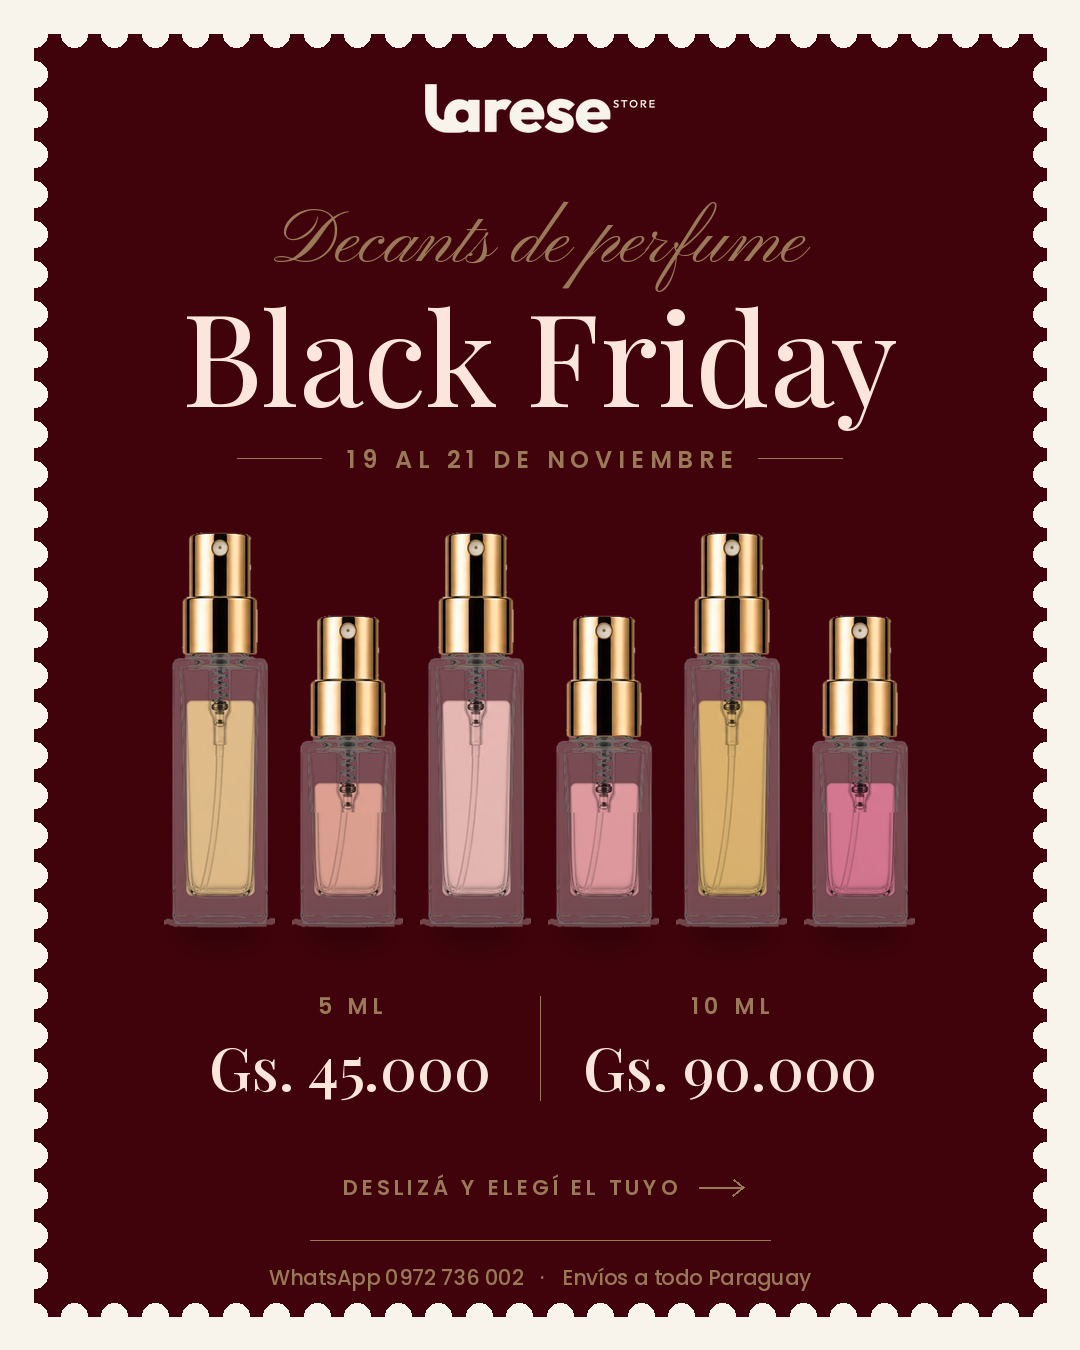 Larese STORE
Decants de perfume
Black Friday
19 AL 21 DE NOVIEMBRE
5 ML
10 ML
Gs. 45.000
Gs. 90.000
DESLIZÁ Y ELEGÍ EL TUYO →
WhatsApp 0972 736 002 · Envíos a todo Paraguay